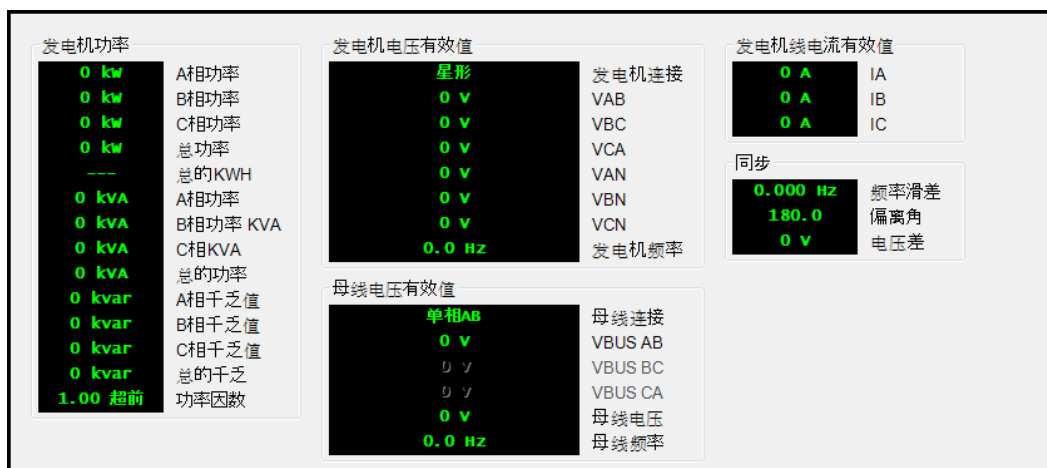 发电机功率
0 kW A相功率
0 kW B相功率
0 kW C相功率
0 kW 总功率
--- 总的KWH
0 kVA A相功率
0 kVA B相功率 KVA
0 kVA C相KVA
0 kVA 总的功率
0 kvar A相千乏值
0 kvar B相千乏值
0 kvar C相千乏值
0 kvar 总的千乏
1.00 超前 功率因数
发电机电压有效值
星形 发电机连接
0 V VAB
0 V VBC
0 V VCA
0 V VAN
0 V VBN
0 V VCN
0.0 Hz 发电机频率
母线电压有效值
单相AB 母线连接
0 V VBUS AB
0 V VBUS BC
0 V VBUS CA
0 V 母线电压
0.0 Hz 母线频率
发电机线电流有效值
0 A IA
0 A IB
0 A IC
同步
0.000 Hz 频率滑差
180.0 偏离角
0 V 电压差